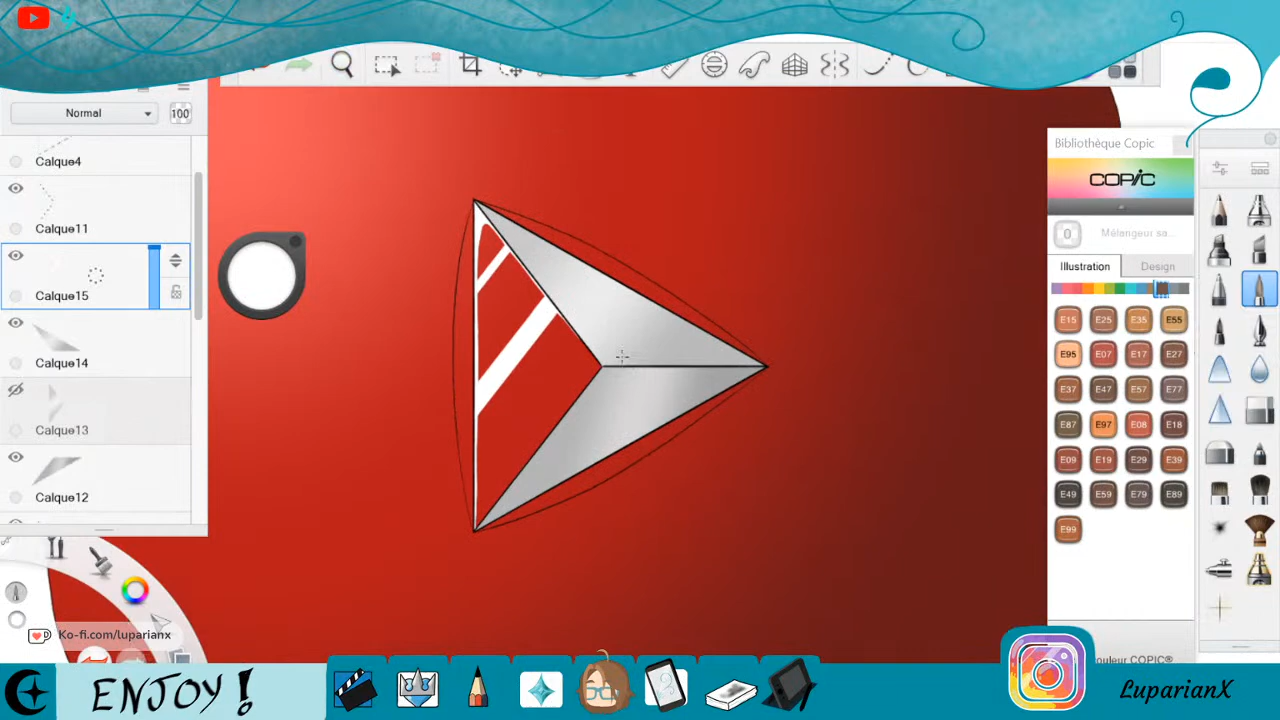 Normal
100
Calque4
Calque11
Calque15
Calque14
Calque13
Calque12
Bibliothèque Copic
COPIC
0 Mélangeur sa...
Illustration Design
E15 E25 E35 E55
E95 E07 E17 E27
E37 E47 E57 E77
E87 E97 E08 E18
E09 E19 E29 E39
E49 E59 E79 E89
E99
ouleur COPIC®
Ko-fi.com/luparianx
ENJOY !
LuparianX